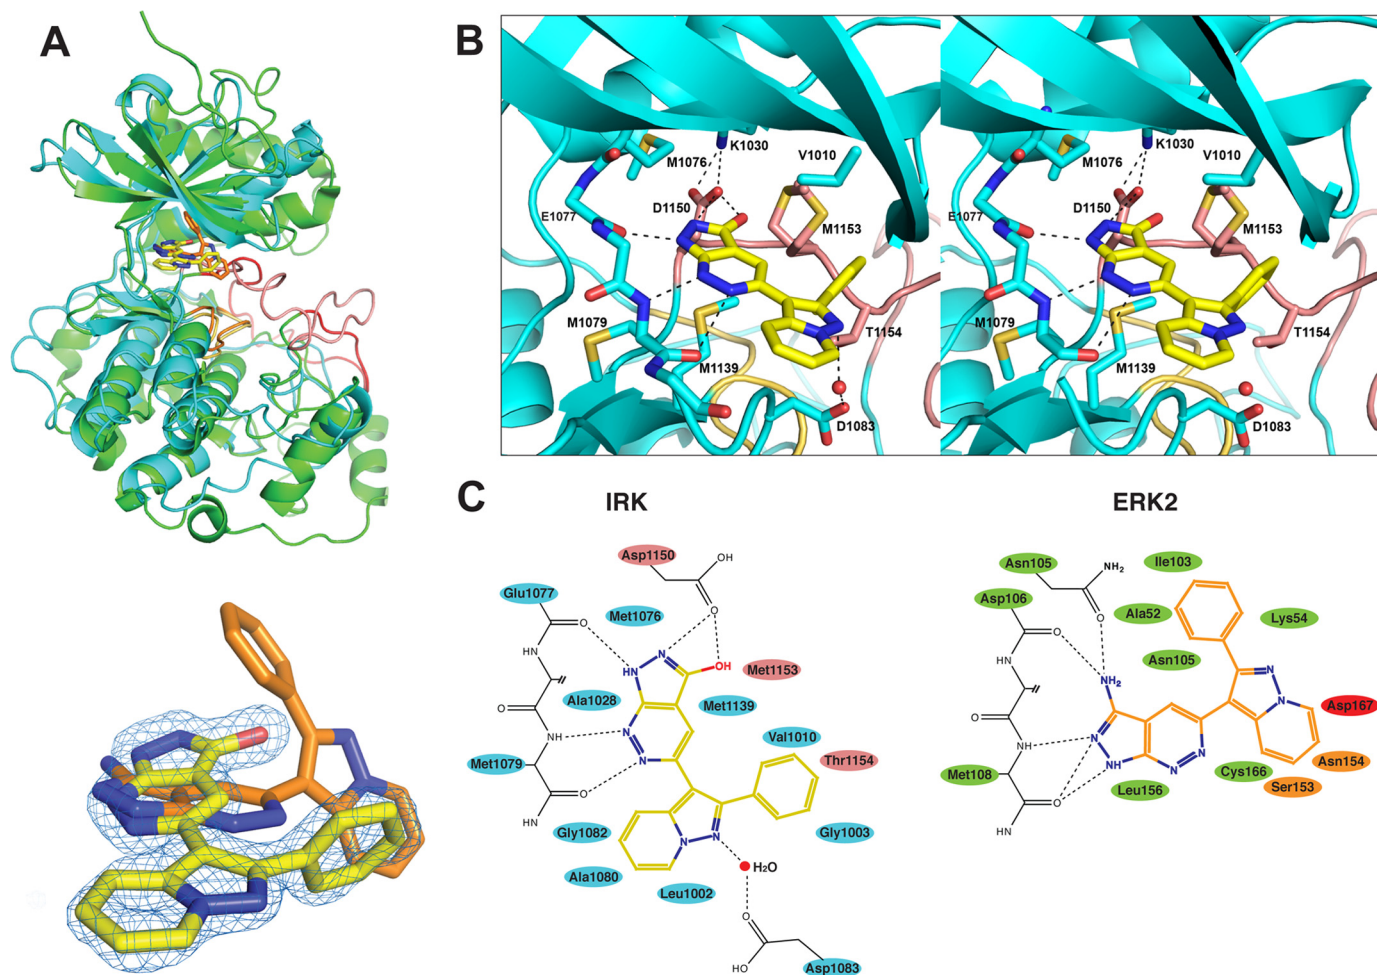 A
B
K1030
M1076
V1010
D1150
E1077
M1153
M1079
T1154
M1139
D1083
K1030
M1076
V1010
D1150
E1077
M1153
M1079
T1154
M1139
D1083
C
IRK
ERK2
Asp1150
OH
Glu1077
O
O
Met1076
HN
N
HN
OH
Met1153
Ala1028
Met1139
O
NH
N
N
Val1010
Met1079
Thr1154
O
HN
Gly1082
Gly1003
N
N
H₂O
Ala1080
Leu1002
O
HO
Asp1083
Asn105
NH₂
Ile103
Asp106
O
Ala52
Lys54
O
HN
Asn105
NH₂
N
O
NH
N
N
Asp167
NH
N
N
Met108
Leu156
Cys166
Asn154
Ser153
O
HN